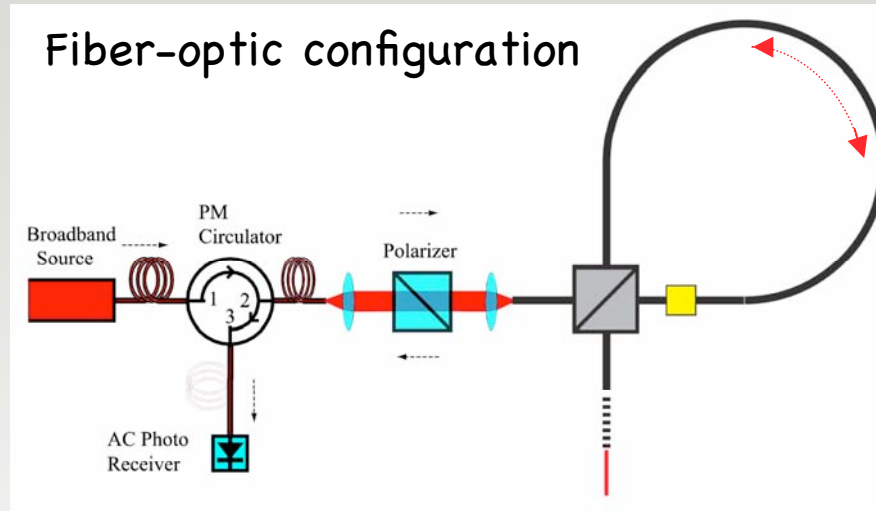 Fiber-optic configuration
PM
Circulator
Broadband
Source
Polarizer
1
2
3
AC Photo
Receiver